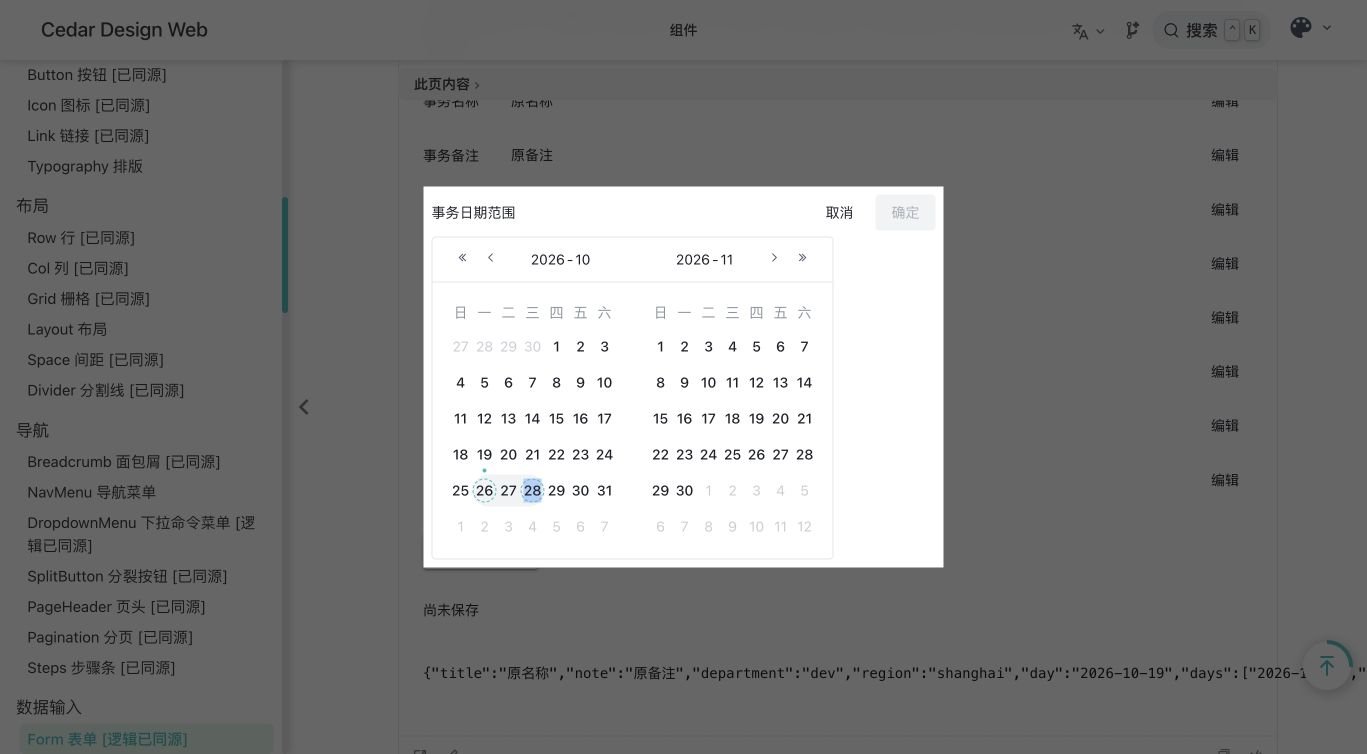 Cedar Design Web
组件
搜索 ^ K
Button 按钮 [已同源]
Icon 图标 [已同源]
Link 链接 [已同源]
Typography 排版
布局
Row 行 [已同源]
Col 列 [已同源]
Grid 栅格 [已同源]
Layout 布局
Space 间距 [已同源]
Divider 分割线 [已同源]
导航
Breadcrumb 面包屑 [已同源]
NavMenu 导航菜单
DropdownMenu 下拉命令菜单 [逻
辑已同源]
SplitButton 分裂按钮 [已同源]
PageHeader 页头 [已同源]
Pagination 分页 [已同源]
Steps 步骤条 [已同源]
数据输入
Form 表单 [逻辑已同源]
此页内容
事务名称 原名称 编辑
事务备注 原备注 编辑
编辑
编辑
编辑
编辑
编辑
编辑
事务日期范围 取消 确定
2026-10 2026-11
日 一 二 三 四 五 六 日 一 二 三 四 五 六
27 28 29 30 1 2 3 1 2 3 4 5 6 7
4 5 6 7 8 9 10 8 9 10 11 12 13 14
11 12 13 14 15 16 17 15 16 17 18 19 20 21
18 19 20 21 22 23 24 22 23 24 25 26 27 28
25 26 27 28 29 30 31 29 30 1 2 3 4 5
1 2 3 4 5 6 7 6 7 8 9 10 11 12
尚未保存
{"title":"原名称","note":"原备注","department":"dev","region":"shanghai","day":"2026-10-19","days":["2026-1